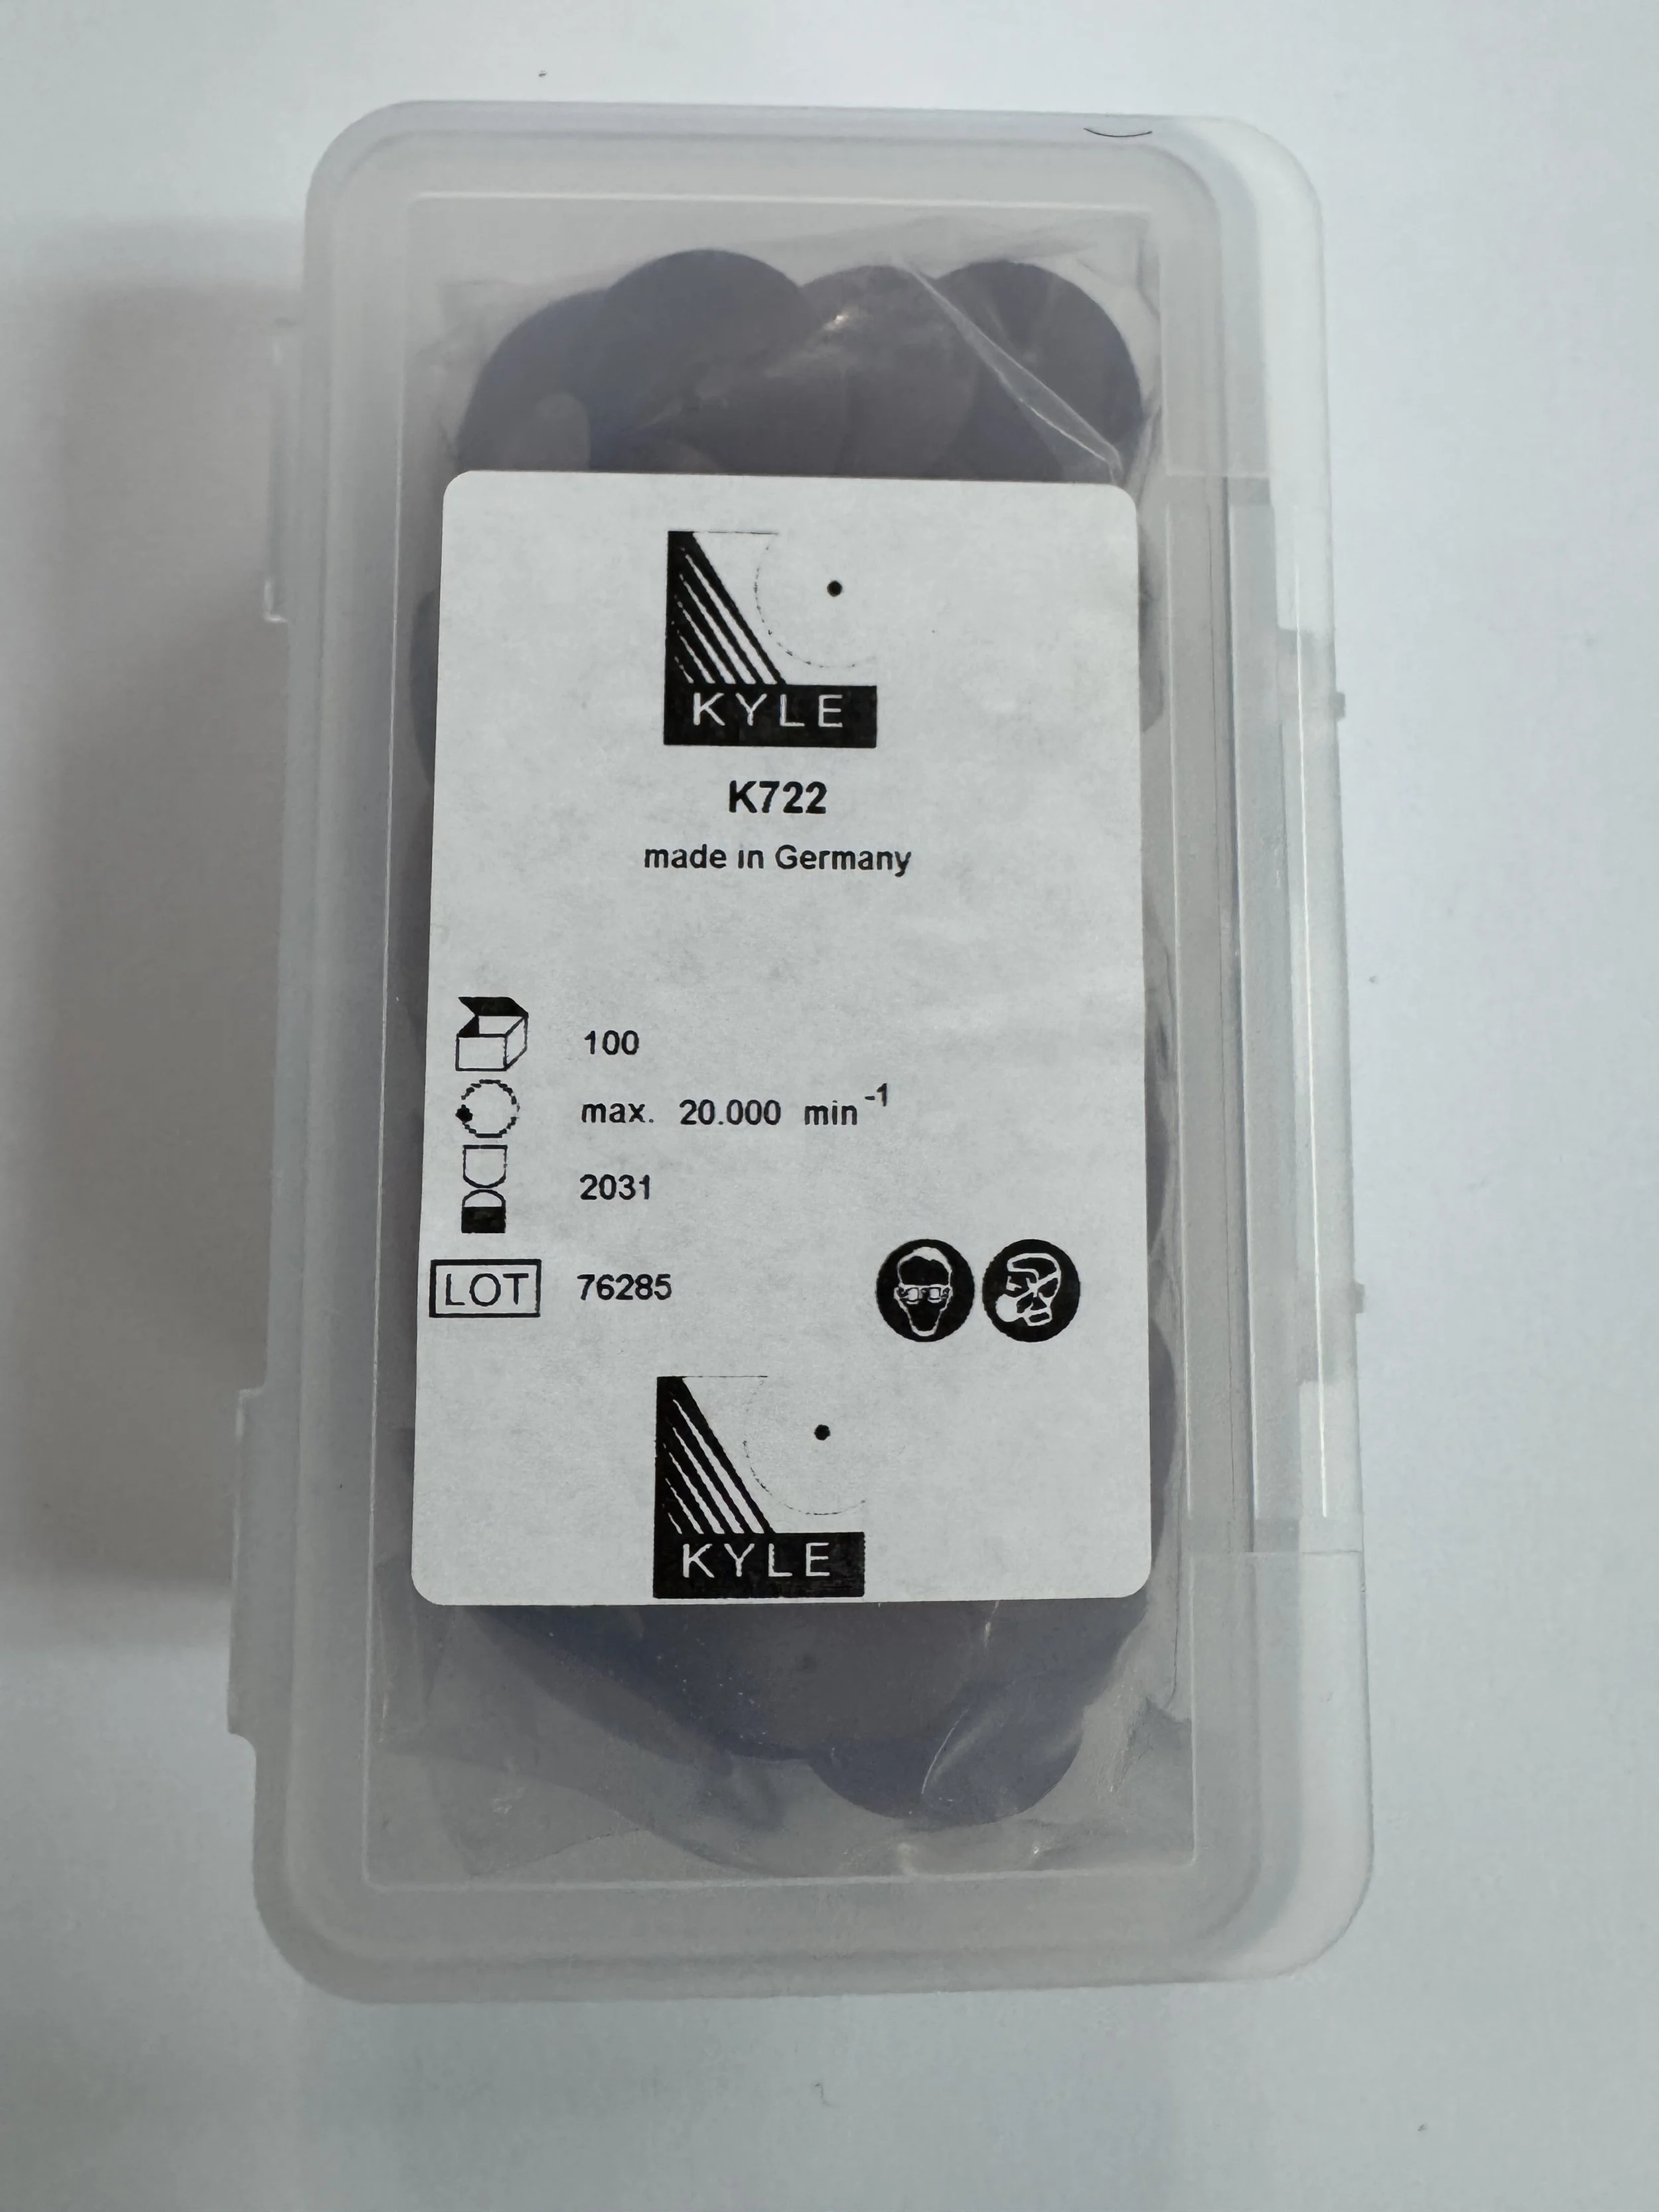 KYLE
K722
made in Germany
100
max. 20.000 min⁻¹
2031
LOT 76285
KYLE